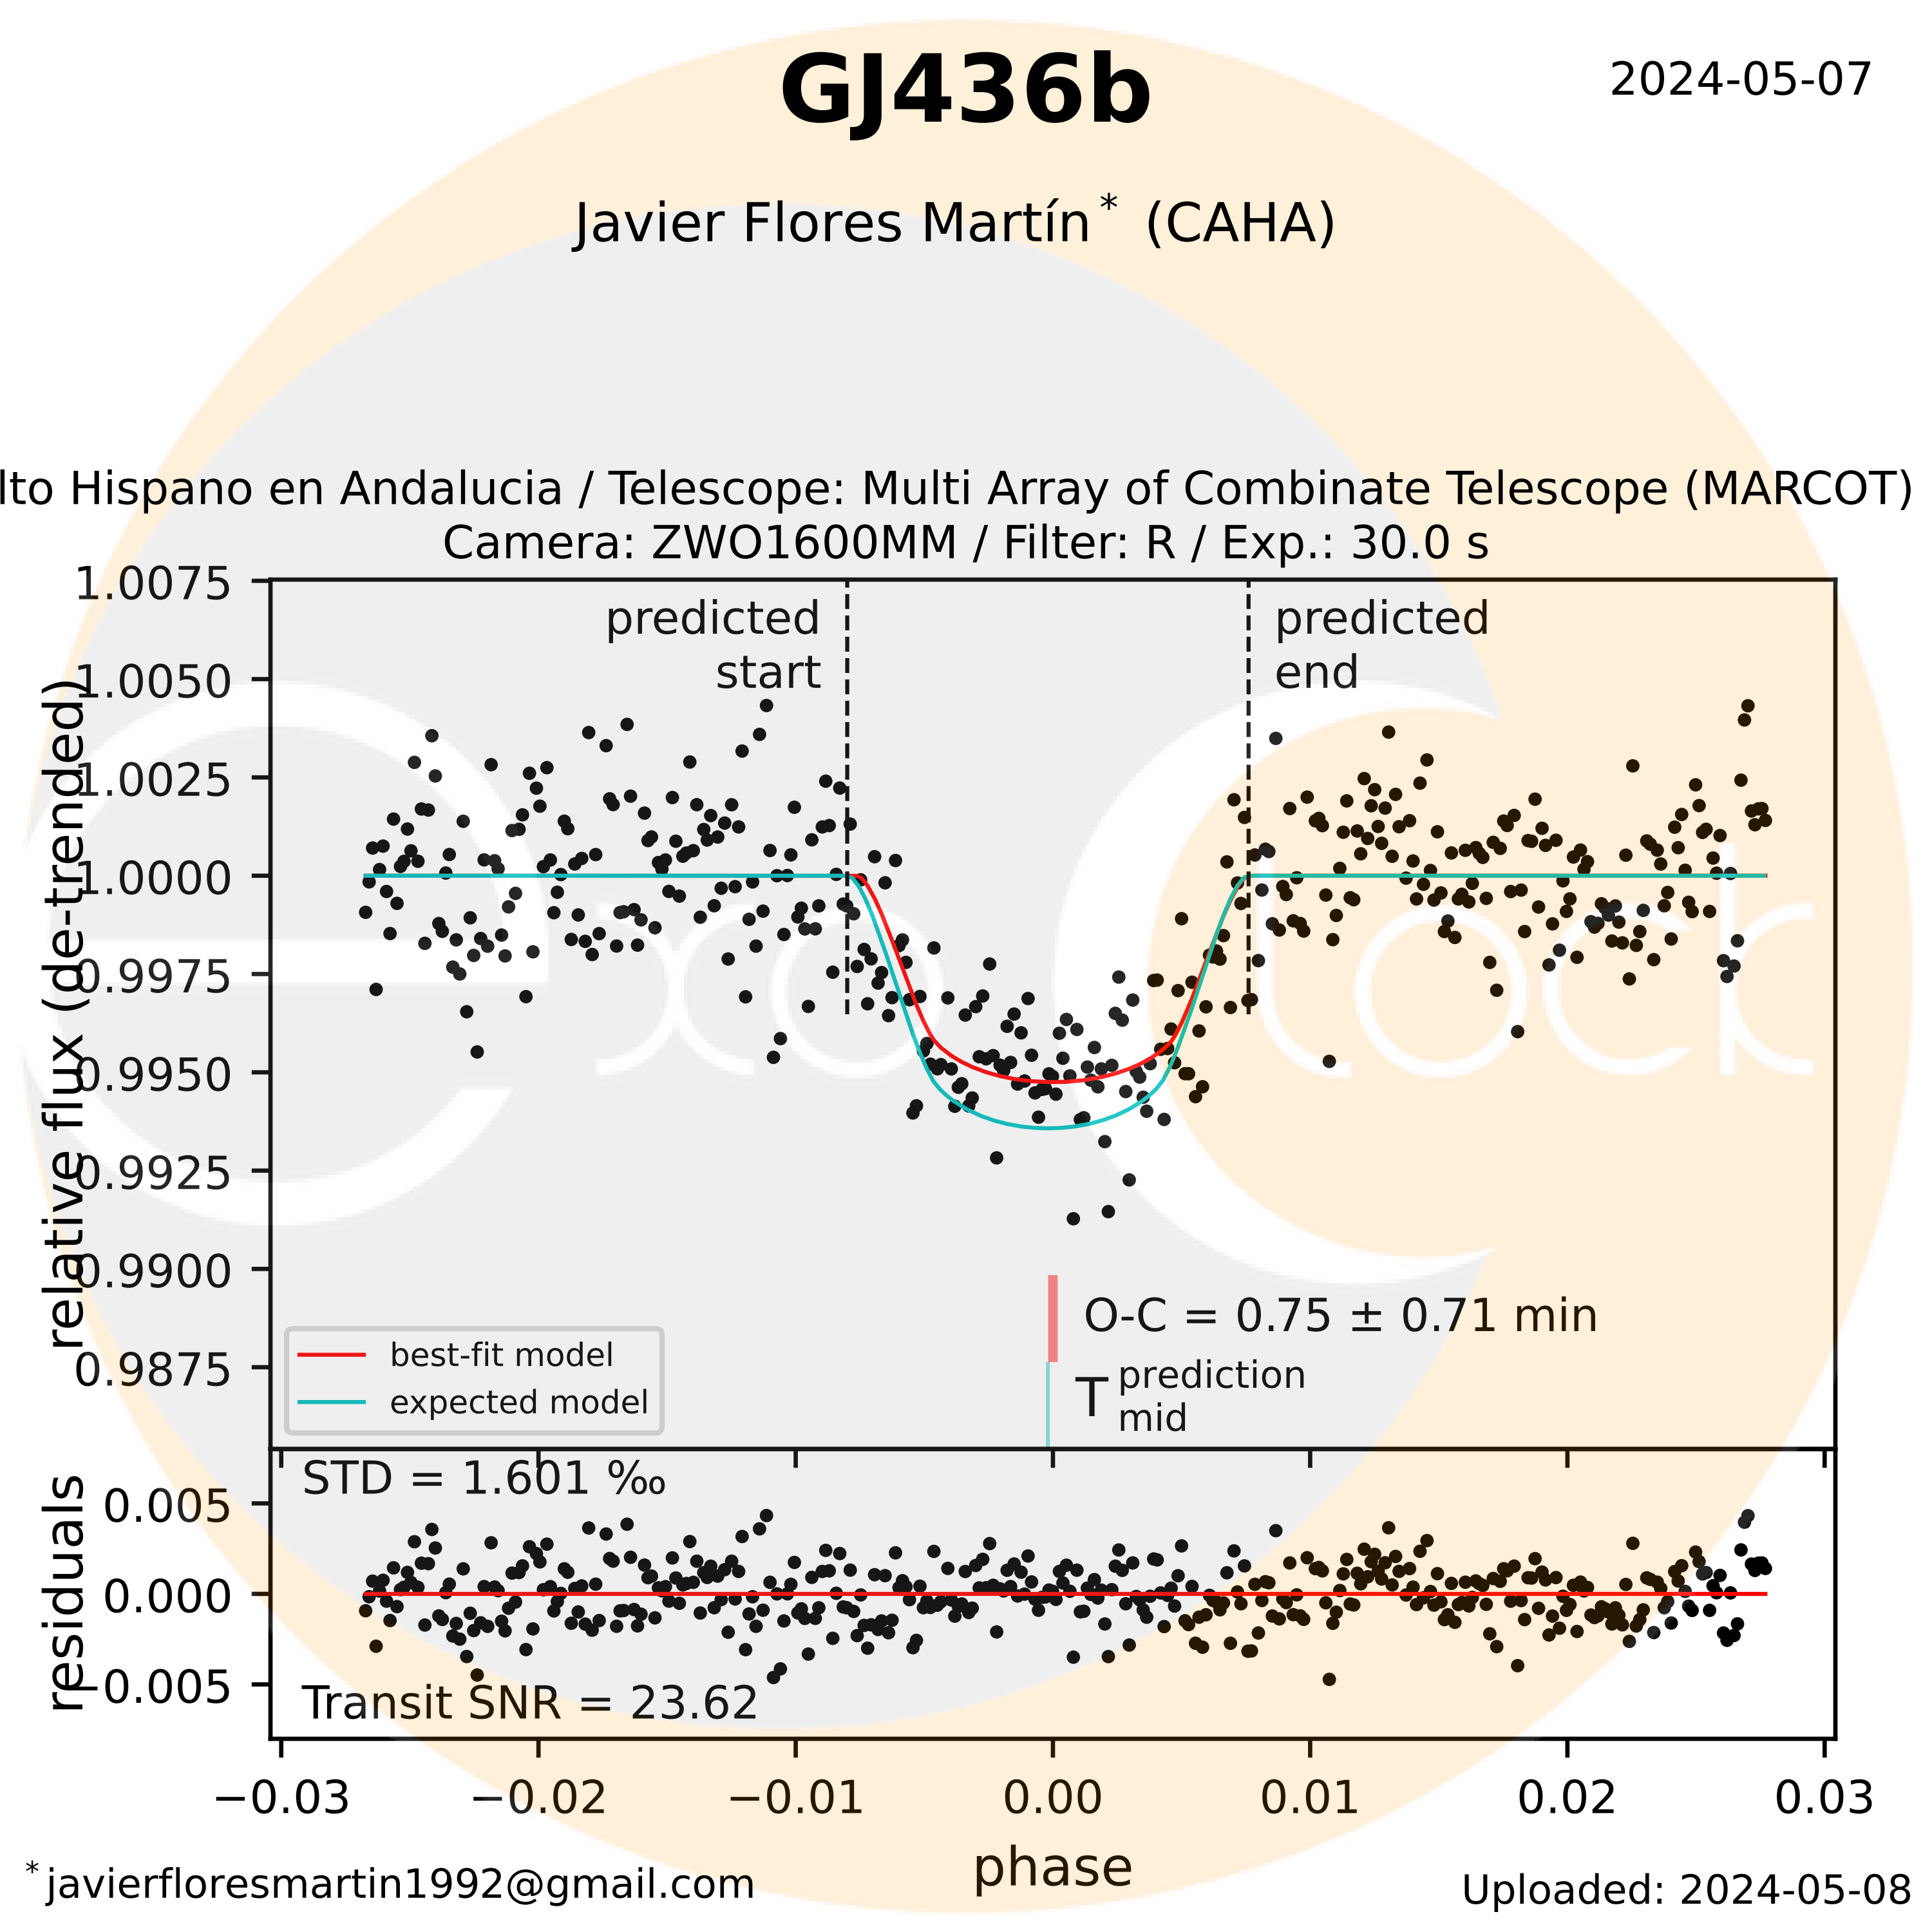 GJ436b
2024-05-07
Javier Flores Martín* (CAHA)
lto Hispano en Andalucia / Telescope: Multi Array of Combinate Telescope (MARCOT)
Camera: ZWO1600MM / Filter: R / Exp.: 30.0 s
1.0075
1.0050
1.0025
1.0000
0.9975
0.9950
0.9925
0.9900
0.9875
relative flux (de-trended)
predicted
start
predicted
end
O-C = 0.75 ± 0.71 min
T prediction
mid
best-fit model
expected model
STD = 1.601 ‰
0.005
0.000
−0.005
residuals
Transit SNR = 23.62
−0.03 −0.02 −0.01 0.00 0.01 0.02 0.03
phase
*javierfloresmartin1992@gmail.com
Uploaded: 2024-05-08
exoclock